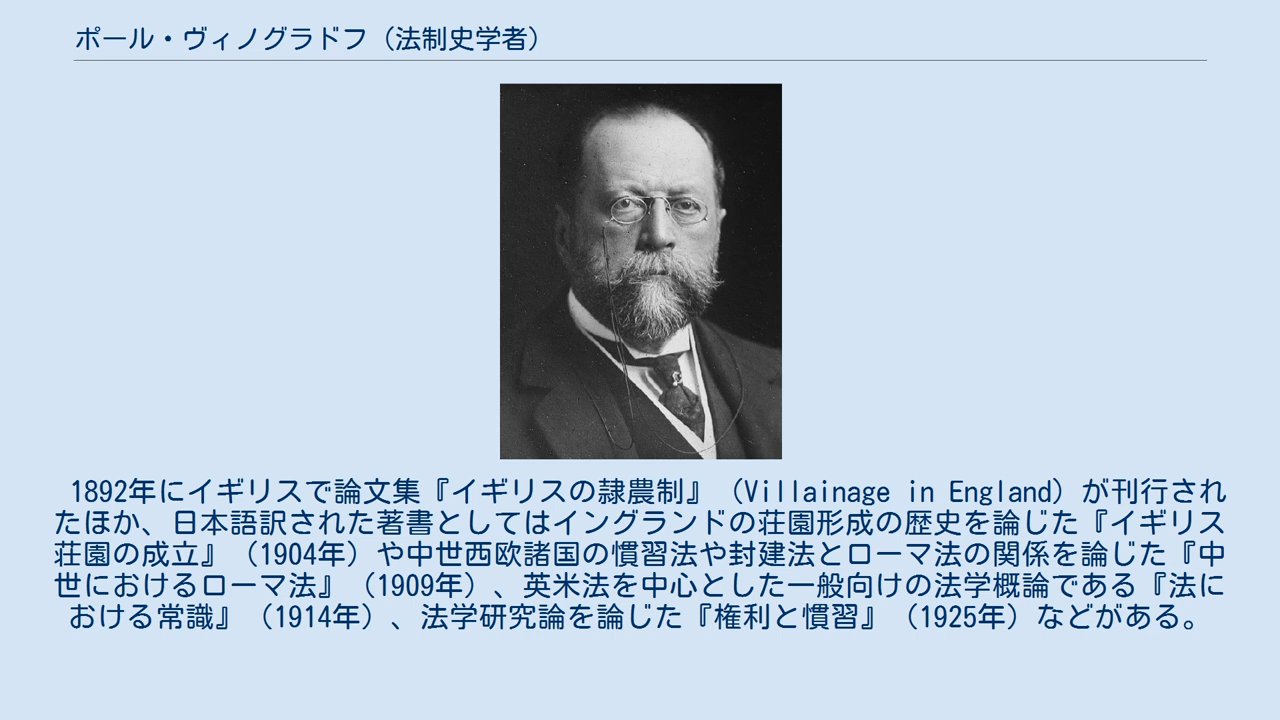 ポール・ヴィノグラドフ（法制史学者）
1892年にイギリスで論文集『イギリスの隷農制』（Villainage in England）が刊行され
たほか、日本語訳された著書としてはイングランドの荘園形成の歴史を論じた『イギリス
荘園の成立』（1904年）や中世西欧諸国の慣習法や封建法とローマ法の関係を論じた『中
世におけるローマ法』（1909年）、英米法を中心とした一般向けの法学概論である『法に
おける常識』（1914年）、法学研究論を論じた『権利と慣習』（1925年）などがある。